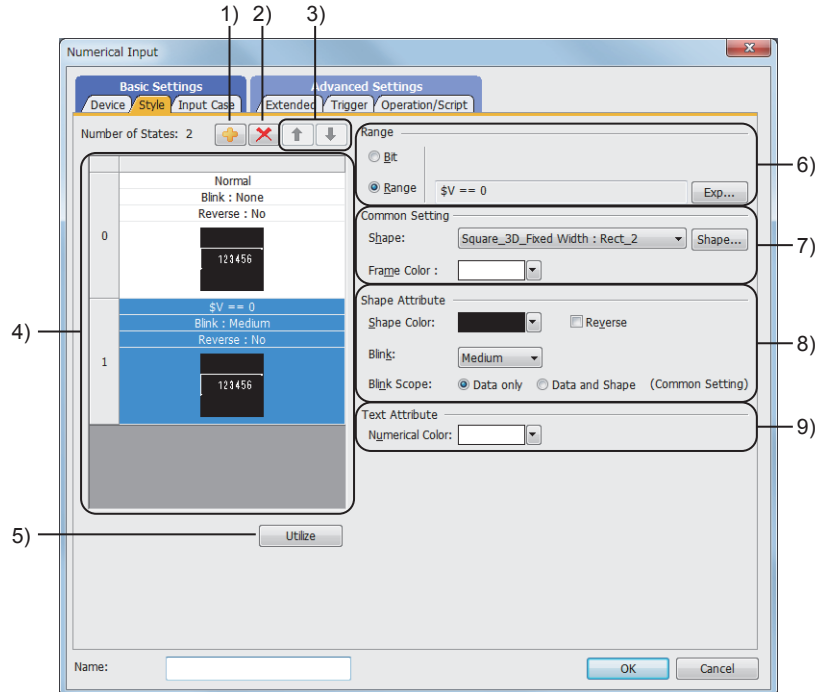 1) 2) 3)
Numerical Input
Basic Settings Advanced Settings
Device Style Input Case Extended Trigger Operation/Script
Number of States: 2
Range
Bit
Range $V == 0 Exp...
6)
Common Setting
Shape: Square_3D_Fixed Width : Rect_2 Shape...
7)
Frame Color :
Shape Attribute
Shape Color: Reverse
Blink: Medium
8)
Blink Scope: Data only Data and Shape (Common Setting)
Text Attribute
Numerical Color:
9)
4)
Normal
Blink : None
Reverse : No
0
123456
$V == 0
Blink : Medium
Reverse : No
1
123456
5)
Utilize
Name:
OK Cancel